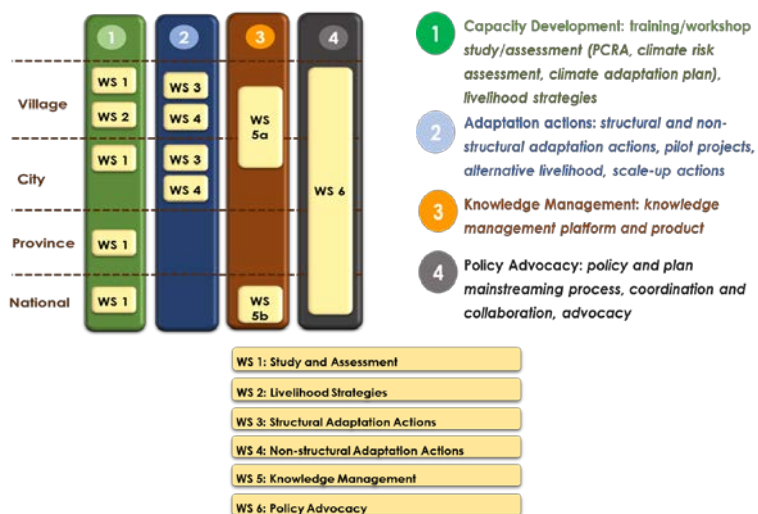 1
2
3
4
Village
City
Province
National
WS 1
WS 2
WS 1
WS 1
WS 1
WS 3
WS 4
WS 3
WS 4
WS
5a
WS
5b
WS 6
1
Capacity Development: training/workshop
study/assessment (PCRA, climate risk
assessment, climate adaptation plan),
livelihood strategies
2
Adaptation actions: structural and non-
structural adaptation actions, pilot projects,
alternative livelihood, scale-up actions
3
Knowledge Management: knowledge
management platform and product
4
Policy Advocacy: policy and plan
mainstreaming process, coordination and
collaboration, advocacy
WS 1: Study and Assessment
WS 2: Livelihood Strategies
WS 3: Structural Adaptation Actions
WS 4: Non-structural Adaptation Actions
WS 5: Knowledge Management
WS 6: Policy Advocacy